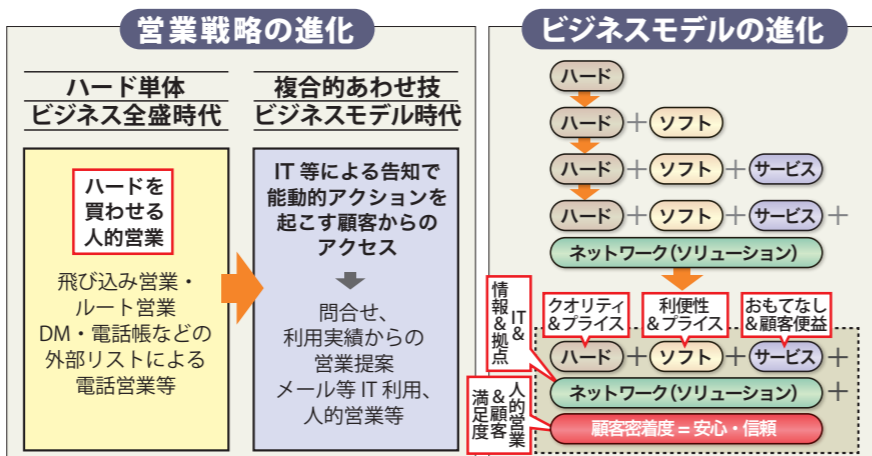 営業戦略の進化
ハード単体
ビジネス全盛時代
ハードを
買わせる
人的営業
飛び込み営業・
ルート営業
DM・電話帳などの
外部リストによる
電話営業等
複合的あわせ技
ビジネスモデル時代
IT 等による告知で
能動的アクションを
起こす顧客からの
アクセス
問合せ、
利用実績からの
営業提案
メール等 IT 利用、
人的営業等
ビジネスモデルの進化
ハード
ハード+ソフト
ハード+ソフト+サービス
ハード+ソフト+サービス+
ネットワーク(ソリューション)
IT&
情報&拠点
クオリティ
&プライス
利便性
&プライス
おもてなし
&顧客便益
ハード+ソフト+サービス+
ネットワーク(ソリューション)+
人的営業
&顧客
満足度
顧客密着度=安心・信頼